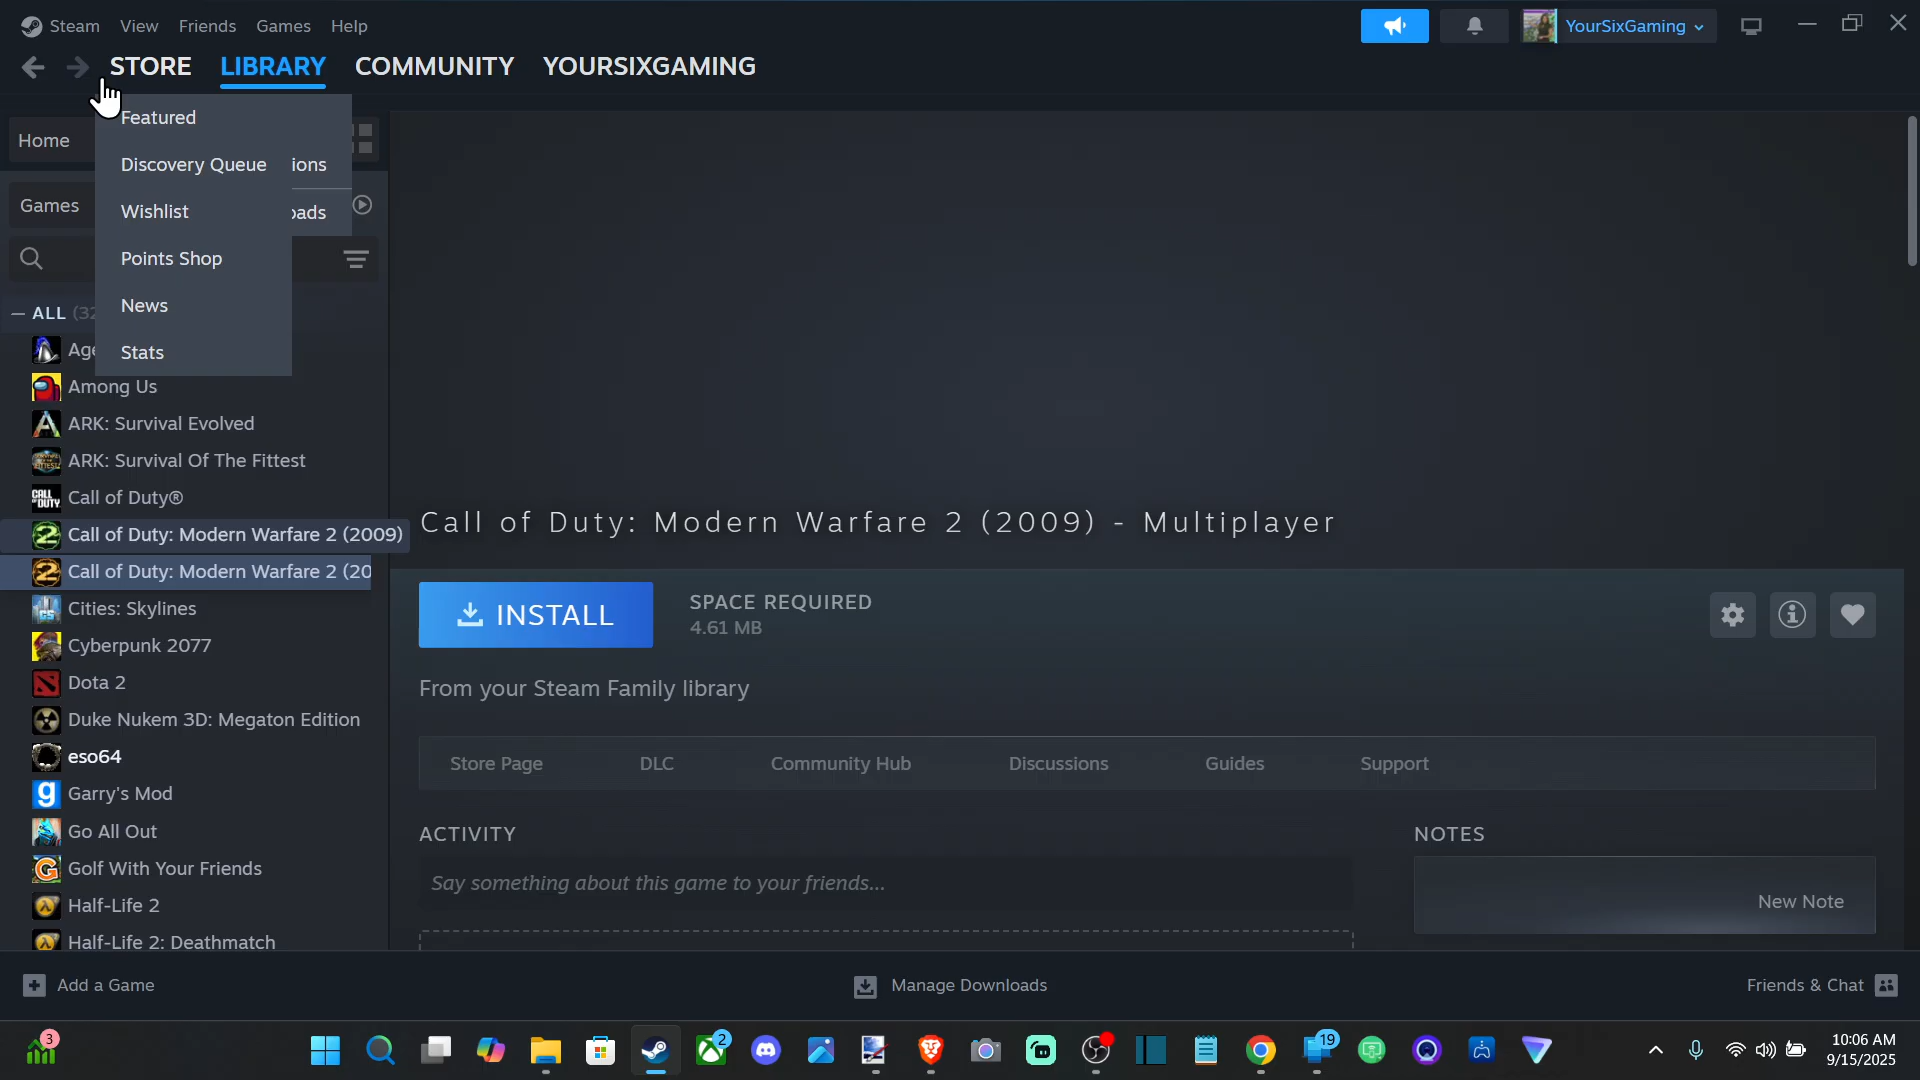 Steam View Friends Games Help
YourSixGaming
STORE LIBRARY COMMUNITY YOURSIXGAMING
Featured
Home
Discovery Queue
ions
Wishlist
oads
Games
Points Shop
News
ALL (32
Stats
Age
Among Us
ARK: Survival Evolved
ARK: Survival Of The Fittest
Call of Duty®
Call of Duty: Modern Warfare 2 (2009)
Call of Duty: Modern Warfare 2 (20
Cities: Skylines
Cyberpunk 2077
Dota 2
Duke Nukem 3D: Megaton Edition
eso64
Garry's Mod
Go All Out
Golf With Your Friends
Half-Life 2
Half-Life 2: Deathmatch
Call of Duty: Modern Warfare 2 (2009) - Multiplayer
INSTALL
SPACE REQUIRED
4.61 MB
From your Steam Family library
Store Page DLC Community Hub Discussions Guides Support
ACTIVITY
Say something about this game to your friends...
NOTES
New Note
Add a Game
Manage Downloads
Friends & Chat
3
2
19
10:06 AM
9/15/2025